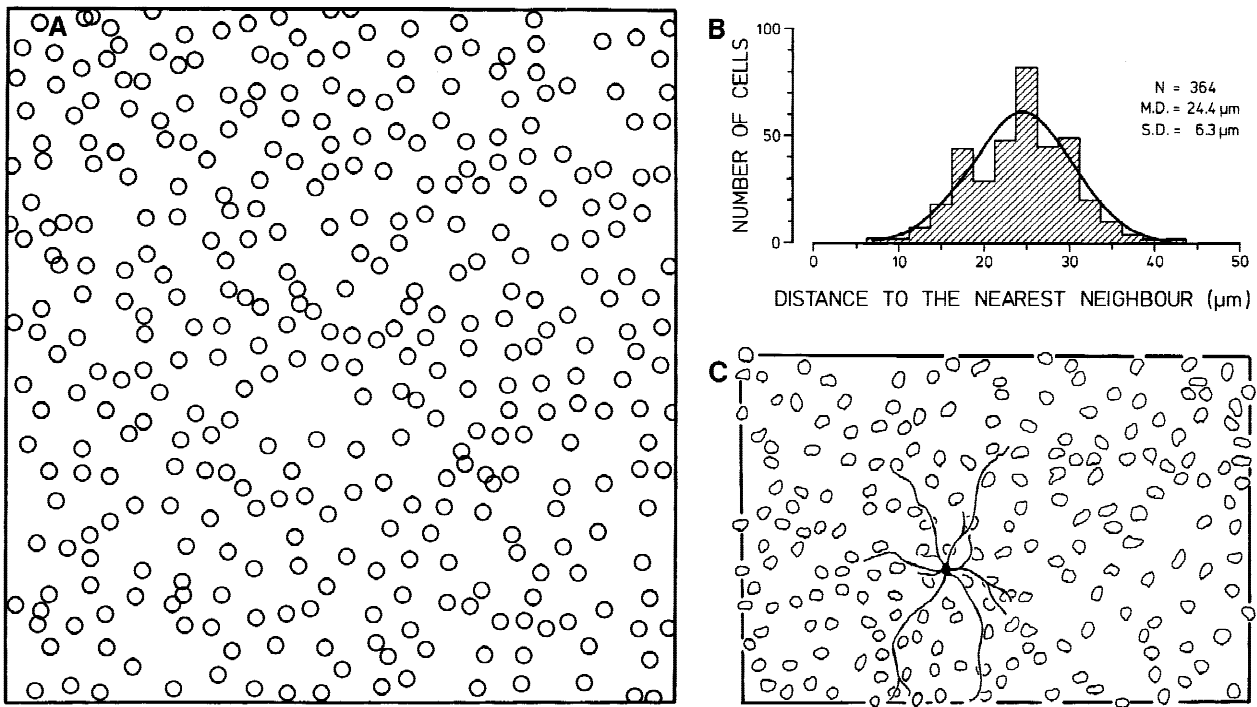 A
B
NUMBER OF CELLS
100
50
0
N = 364
M.D. = 24.4 µm
S.D. = 6.3 µm
0 10 20 30 40 50
DISTANCE TO THE NEAREST NEIGHBOUR (µm)
C